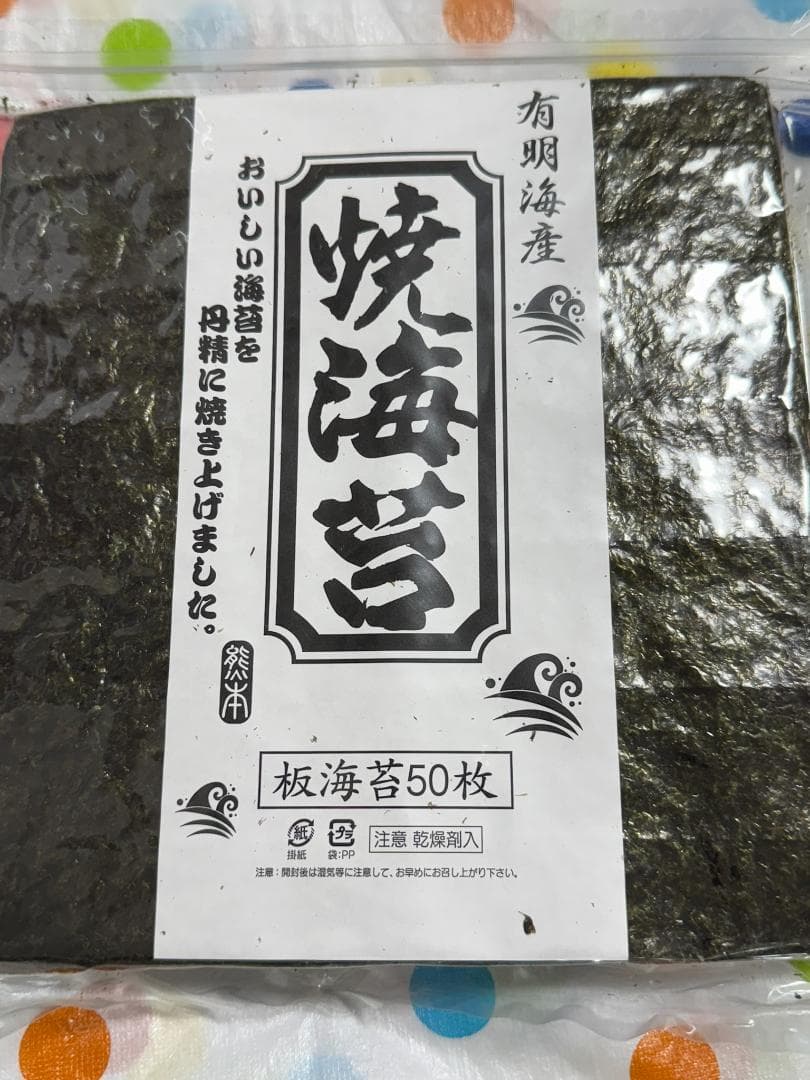 有明海産
焼海苔
おいしい海苔を
丹精に焼き上げました。
熊本
板海苔50枚
紙
掛紙
プラ
袋:PP
注意 乾燥剤入
注意:開封後は湿気等に注意して、お早めにお召し上がり下さい。